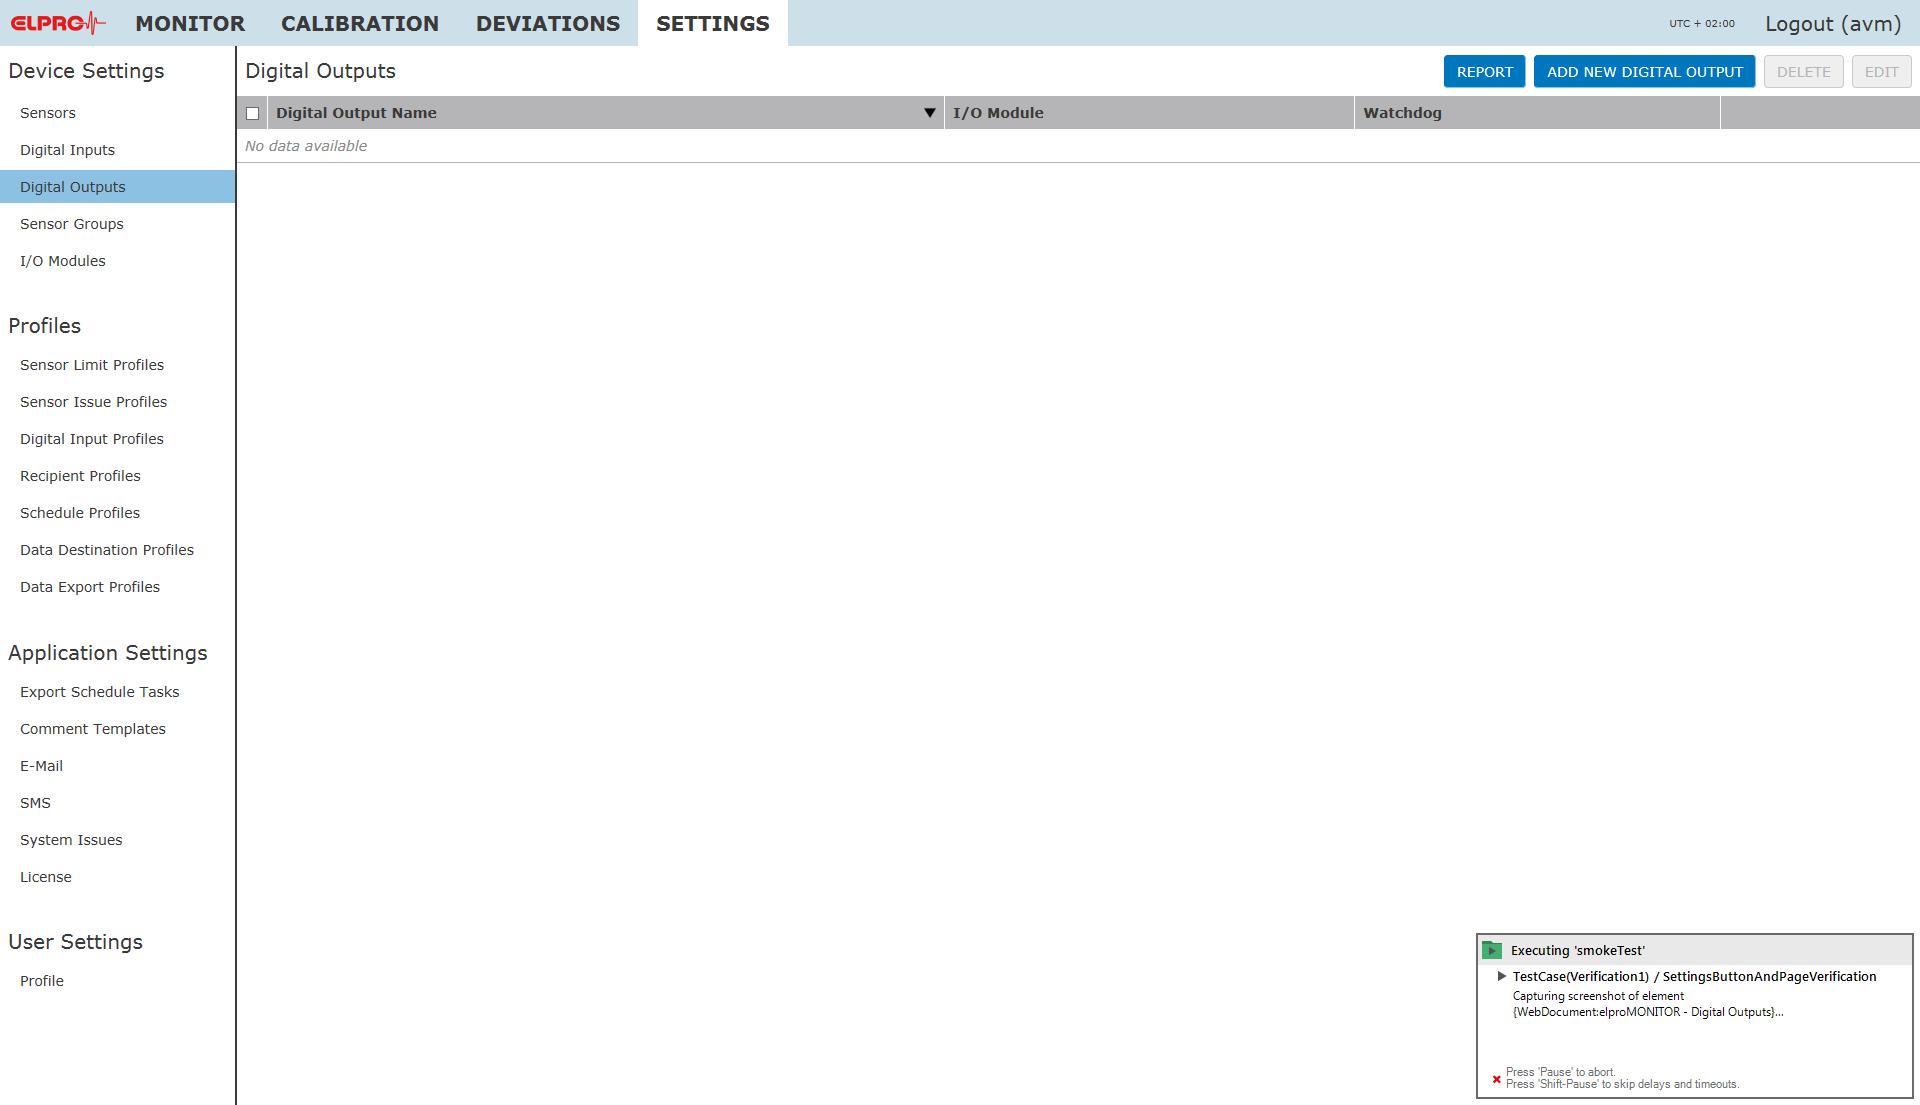 ELPRO MONITOR CALIBRATION DEVIATIONS SETTINGS UTC + 02:00 Logout (avm)
Device Settings
Sensors
Digital Inputs
Digital Outputs
Sensor Groups
I/O Modules
Profiles
Sensor Limit Profiles
Sensor Issue Profiles
Digital Input Profiles
Recipient Profiles
Schedule Profiles
Data Destination Profiles
Data Export Profiles
Application Settings
Export Schedule Tasks
Comment Templates
E-Mail
SMS
System Issues
License
User Settings
Profile
Digital Outputs REPORT ADD NEW DIGITAL OUTPUT DELETE EDIT
Digital Output Name I/O Module Watchdog
No data available
Executing 'smokeTest'
TestCase(Verification1) / SettingsButtonAndPageVerification
Capturing screenshot of element
{WebDocument:elproMONITOR - Digital Outputs}...
Press 'Pause' to abort.
Press 'Shift-Pause' to skip delays and timeouts.